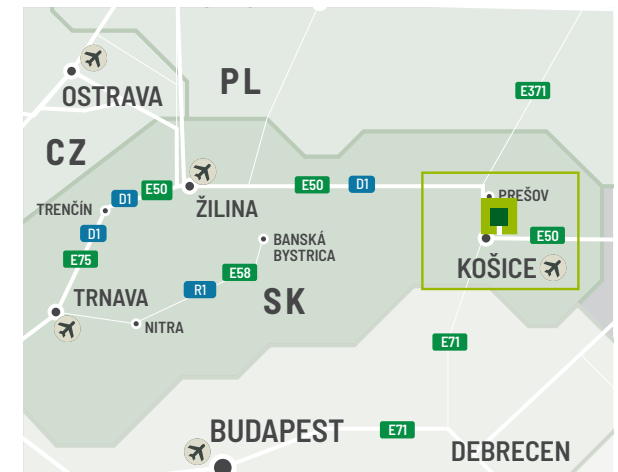 OSTRAVA
PL
E371
CZ
E50
D1
E50
D1
TRENČÍN
ŽILINA
PREŠOV
D1
E75
BANSKÁ
BYSTRICA
E50
KOŠICE
E58
R1
TRNAVA
SK
NITRA
E71
BUDAPEST
E71
DEBRECEN